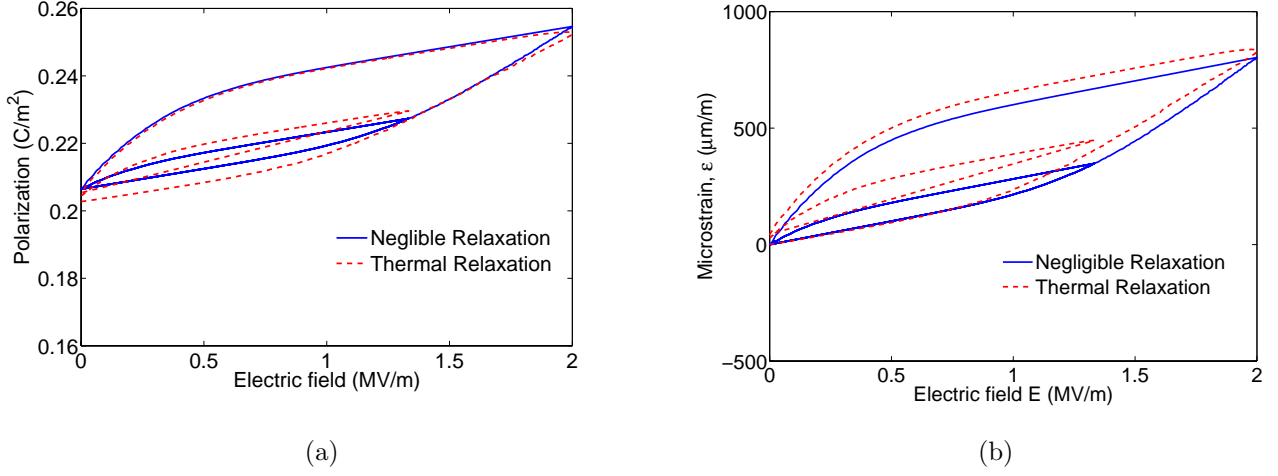 0.26
0.24
0.22
0.2
0.18
0.16
Polarization (C/m²)
0
0.5
1
1.5
2
Electric field (MV/m)
Neglible Relaxation
Thermal Relaxation
(a)
1000
500
0
−500
Microstrain, ε (μm/m)
0
0.5
1
1.5
2
Electric field E (MV/m)
Negligible Relaxation
Thermal Relaxation
(b)